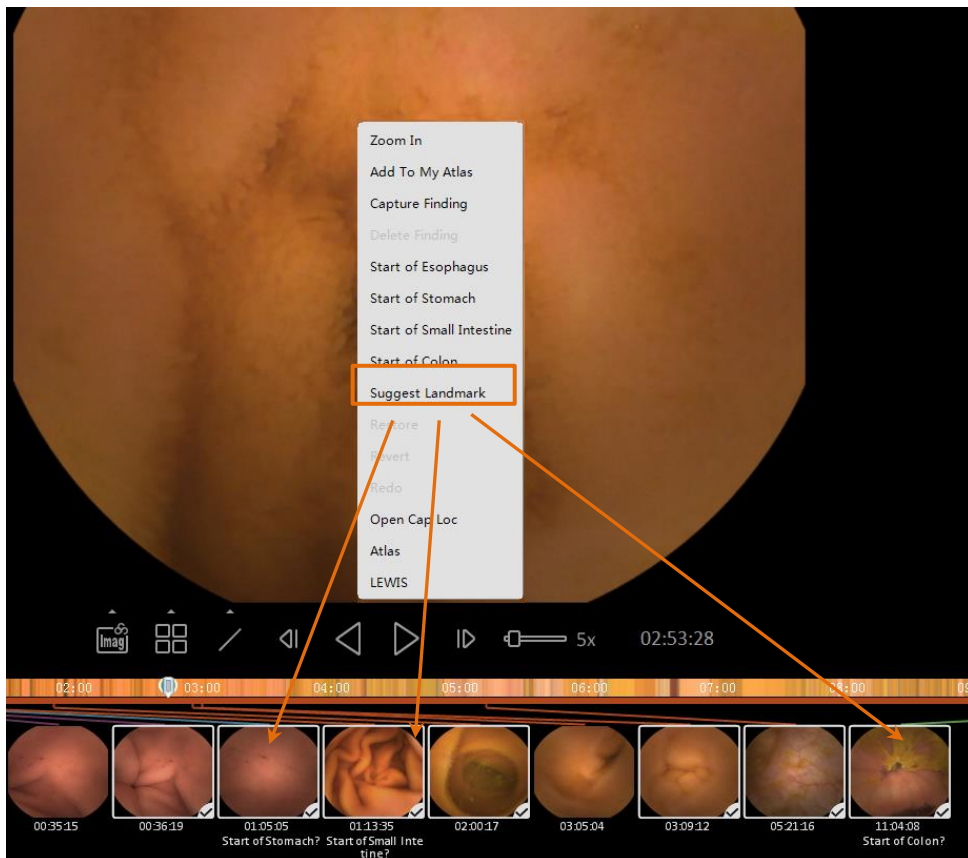 Zoom In
Add To My Atlas
Capture Finding
Delete Finding
Start of Esophagus
Start of Stomach
Start of Small Intestine
Start of Colon
Suggest Landmark
Restore
Revert
Redo
Open Cap Loc
Atlas
LEWIS
Imag
5x
02:53:28
02:00
03:00
04:00
05:00
06:00
07:00
08:00
09
00:35:15
00:36:19
01:05:05
Start of Stomach?
01:13:35
Start of Small Inte
tine?
02:00:17
03:05:04
03:09:12
05:21:16
11:04:08
Start of Colon?